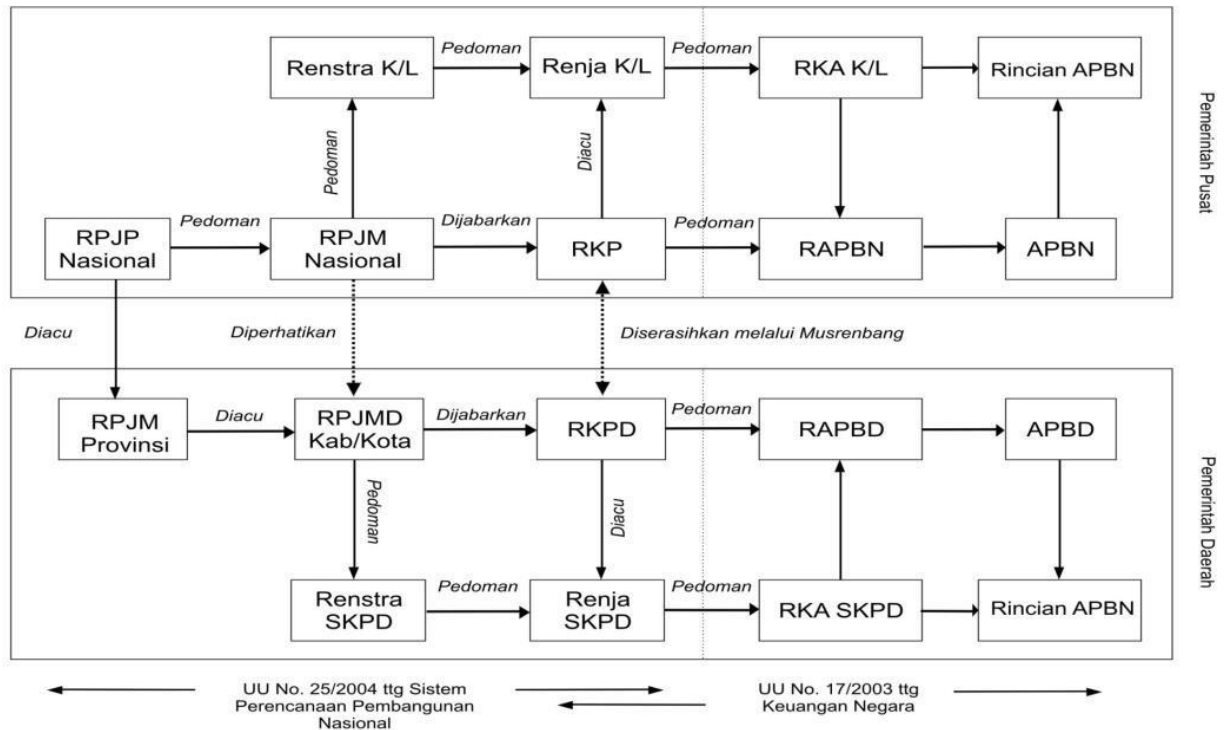 Pedoman
Pedoman
Renstra K/L
Renja K/L
RKA K/L
Rincian APBN
Pedoman
Diacu
Pemerintah Pusat
Pedoman
Dijabarkan
Pedoman
RPJP
Nasional
RPJM
Nasional
RKP
RAPBN
APBN
Diacu
Diperhatikan
Diserasihkan melalui Musrenbang
RPJM
Provinsi
Diacu
RPJMD
Kab/Kota
Dijabarkan
RKPD
Pedoman
RAPBD
APBD
Pedoman
Diacu
Pemerintah Daerah
Renstra
SKPD
Pedoman
Renja
SKPD
Pedoman
RKA SKPD
Rincian APBN
UU No. 25/2004 ttg Sistem
Perencanaan Pembangunan
Nasional
UU No. 17/2003 ttg
Keuangan Negara